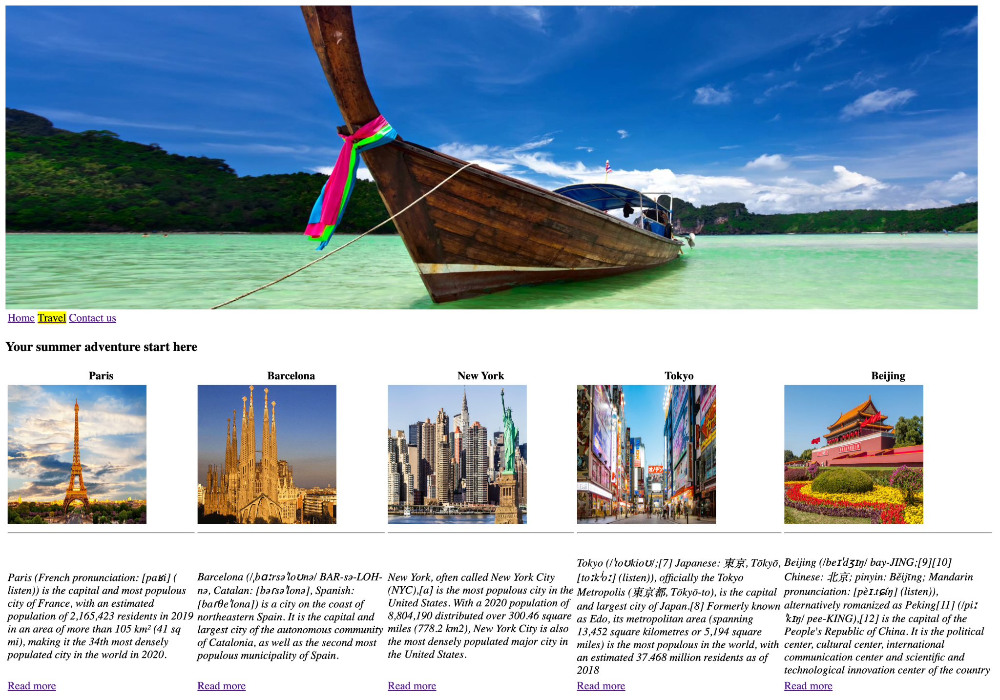 Home Travel Contact us
Your summer adventure start here
Paris
Barcelona
New York
Tokyo
Beijing
オノデン
Paris (French pronunciation: [paʁi] (
listen)) is the capital and most populous
city of France, with an estimated
population of 2,165,423 residents in 2019
in an area of more than 105 km² (41 sq
mi), making it the 34th most densely
populated city in the world in 2020.
Read more
Barcelona (/ˌbɑːrsəˈloʊnə/ BAR-sə-LOH-
nə, Catalan: [bəɾsəˈlonə], Spanish:
[baɾθeˈlona]) is a city on the coast of
northeastern Spain. It is the capital and
largest city of the autonomous community
of Catalonia, as well as the second most
populous municipality of Spain.
Read more
New York, often called New York City
(NYC),[a] is the most populous city in the
United States. With a 2020 population of
8,804,190 distributed over 300.46 square
miles (778.2 km2), New York City is also
the most densely populated major city in
the United States.
Read more
Tokyo (/ˈtoʊkioʊ/;[7] Japanese: 東京, Tōkyō,
[toːkʲoː] (listen)), officially the Tokyo
Metropolis (東京都, Tōkyō-to), is the capital
and largest city of Japan.[8] Formerly known
as Edo, its metropolitan area (spanning
13,452 square kilometres or 5,194 square
miles) is the most populous in the world, with
an estimated 37.468 million residents as of
2018
Read more
Beijing (/beɪˈdʒɪŋ/ bay-JING;[9][10]
Chinese: 北京; pinyin: Běijīng; Mandarin
pronunciation: [pèɪ.tɕíŋ] (listen)),
alternatively romanized as Peking[11] (/piː
ˈkɪŋ/ pee-KING),[12] is the capital of the
People's Republic of China. It is the political
center, cultural center, international
communication center and scientific and
technological innovation center of the country
Read more